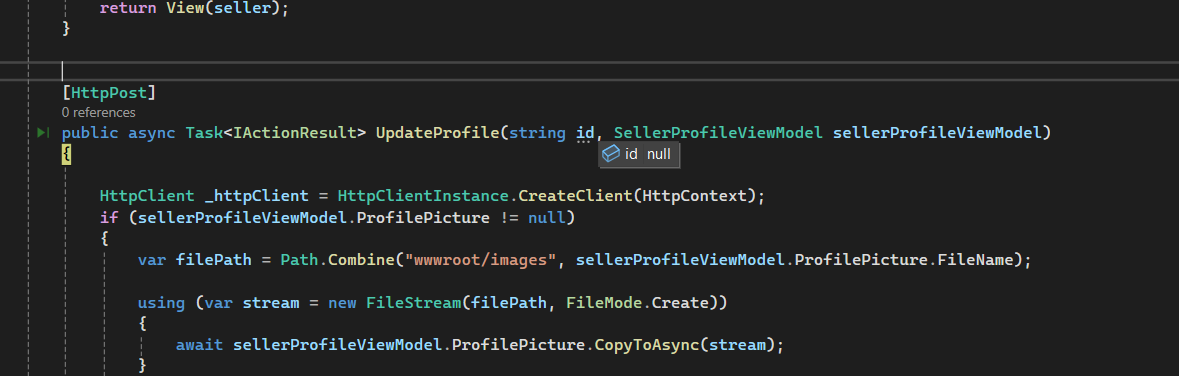 return View(seller);
}
[HttpPost]
0 references
public async Task<IActionResult> UpdateProfile(string id, SellerProfileViewModel sellerProfileViewModel)
{
id null
HttpClient _httpClient = HttpClientInstance.CreateClient(HttpContext);
if (sellerProfileViewModel.ProfilePicture != null)
{
var filePath = Path.Combine("wwwroot/images", sellerProfileViewModel.ProfilePicture.FileName);
using (var stream = new FileStream(filePath, FileMode.Create))
{
await sellerProfileViewModel.ProfilePicture.CopyToAsync(stream);
}